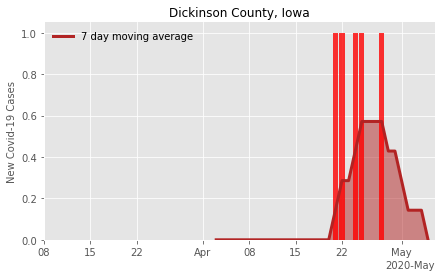 Dickinson County, Iowa
7 day moving average
New Covid-19 Cases
1.0
0.8
0.6
0.4
0.2
0.0
08 15 22 Apr 08 15 22 May
2020-May